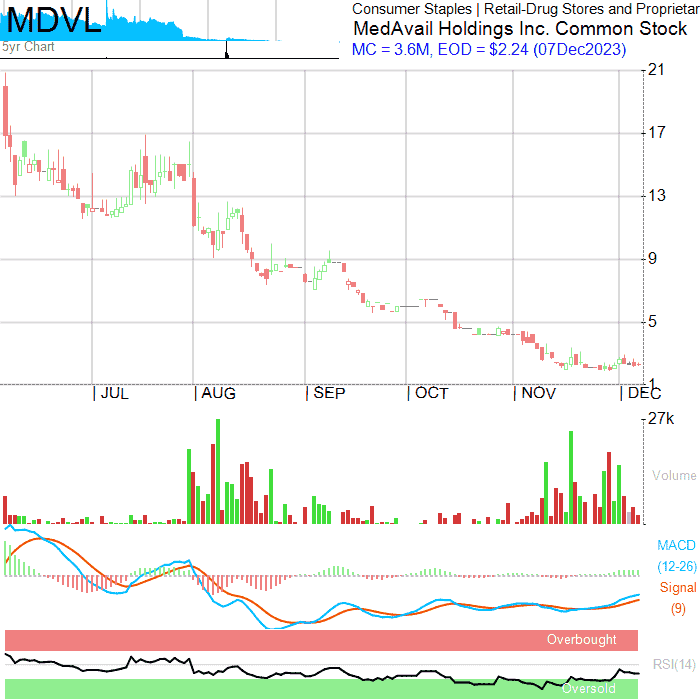 MDVL
5yr Chart
Consumer Staples | Retail-Drug Stores and Proprietar
MedAvail Holdings Inc. Common Stock
MC = 3.6M, EOD = $2.24 (07Dec2023)
21
17
13
9
5
1
JUL AUG SEP OCT NOV DEC
27k
Volume
MACD
(12-26)
Signal
(9)
Overbought
RSI(14)
Oversold